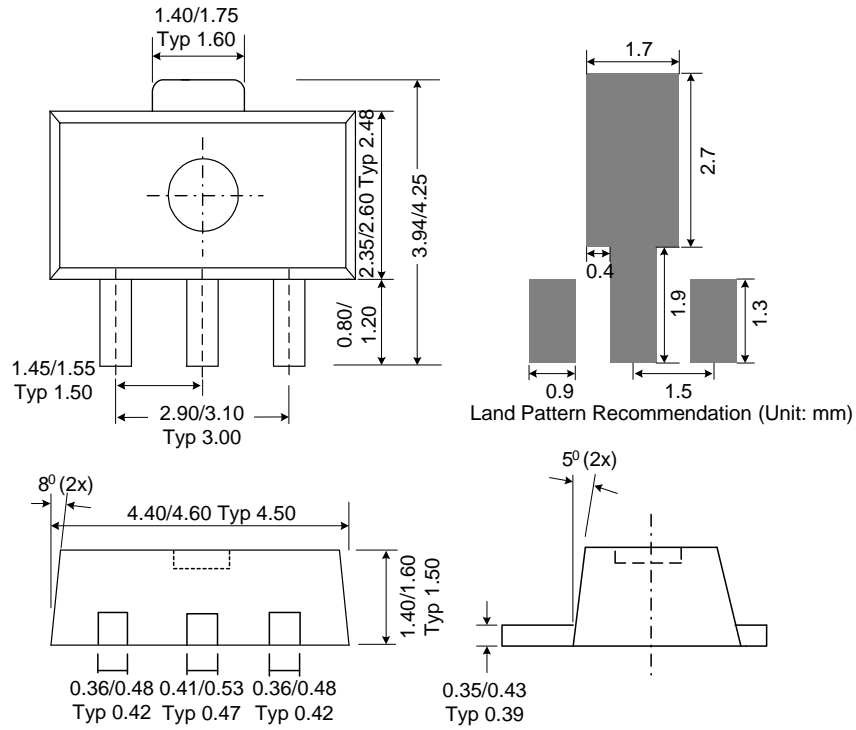 1.40/1.75
Typ 1.60
2.35/2.60 Typ 2.48
3.94/4.25
0.80/
1.20
1.45/1.55
Typ 1.50
2.90/3.10
Typ 3.00
1.7
2.7
0.4
1.9
1.3
0.9
1.5
Land Pattern Recommendation (Unit: mm)
8⁰ (2x)
4.40/4.60 Typ 4.50
1.40/1.60
Typ 1.50
0.36/0.48
Typ 0.42
0.41/0.53
Typ 0.47
0.36/0.48
Typ 0.42
5⁰ (2x)
0.35/0.43
Typ 0.39